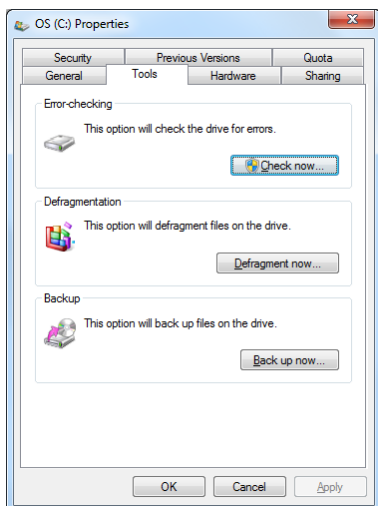 OS (C:) Properties
Security Previous Versions Quota
General Tools Hardware Sharing
Error-checking
This option will check the drive for errors.
Check now...
Defragmentation
This option will defragment files on the drive.
Defragment now...
Backup
This option will back up files on the drive.
Back up now...
OK Cancel Apply